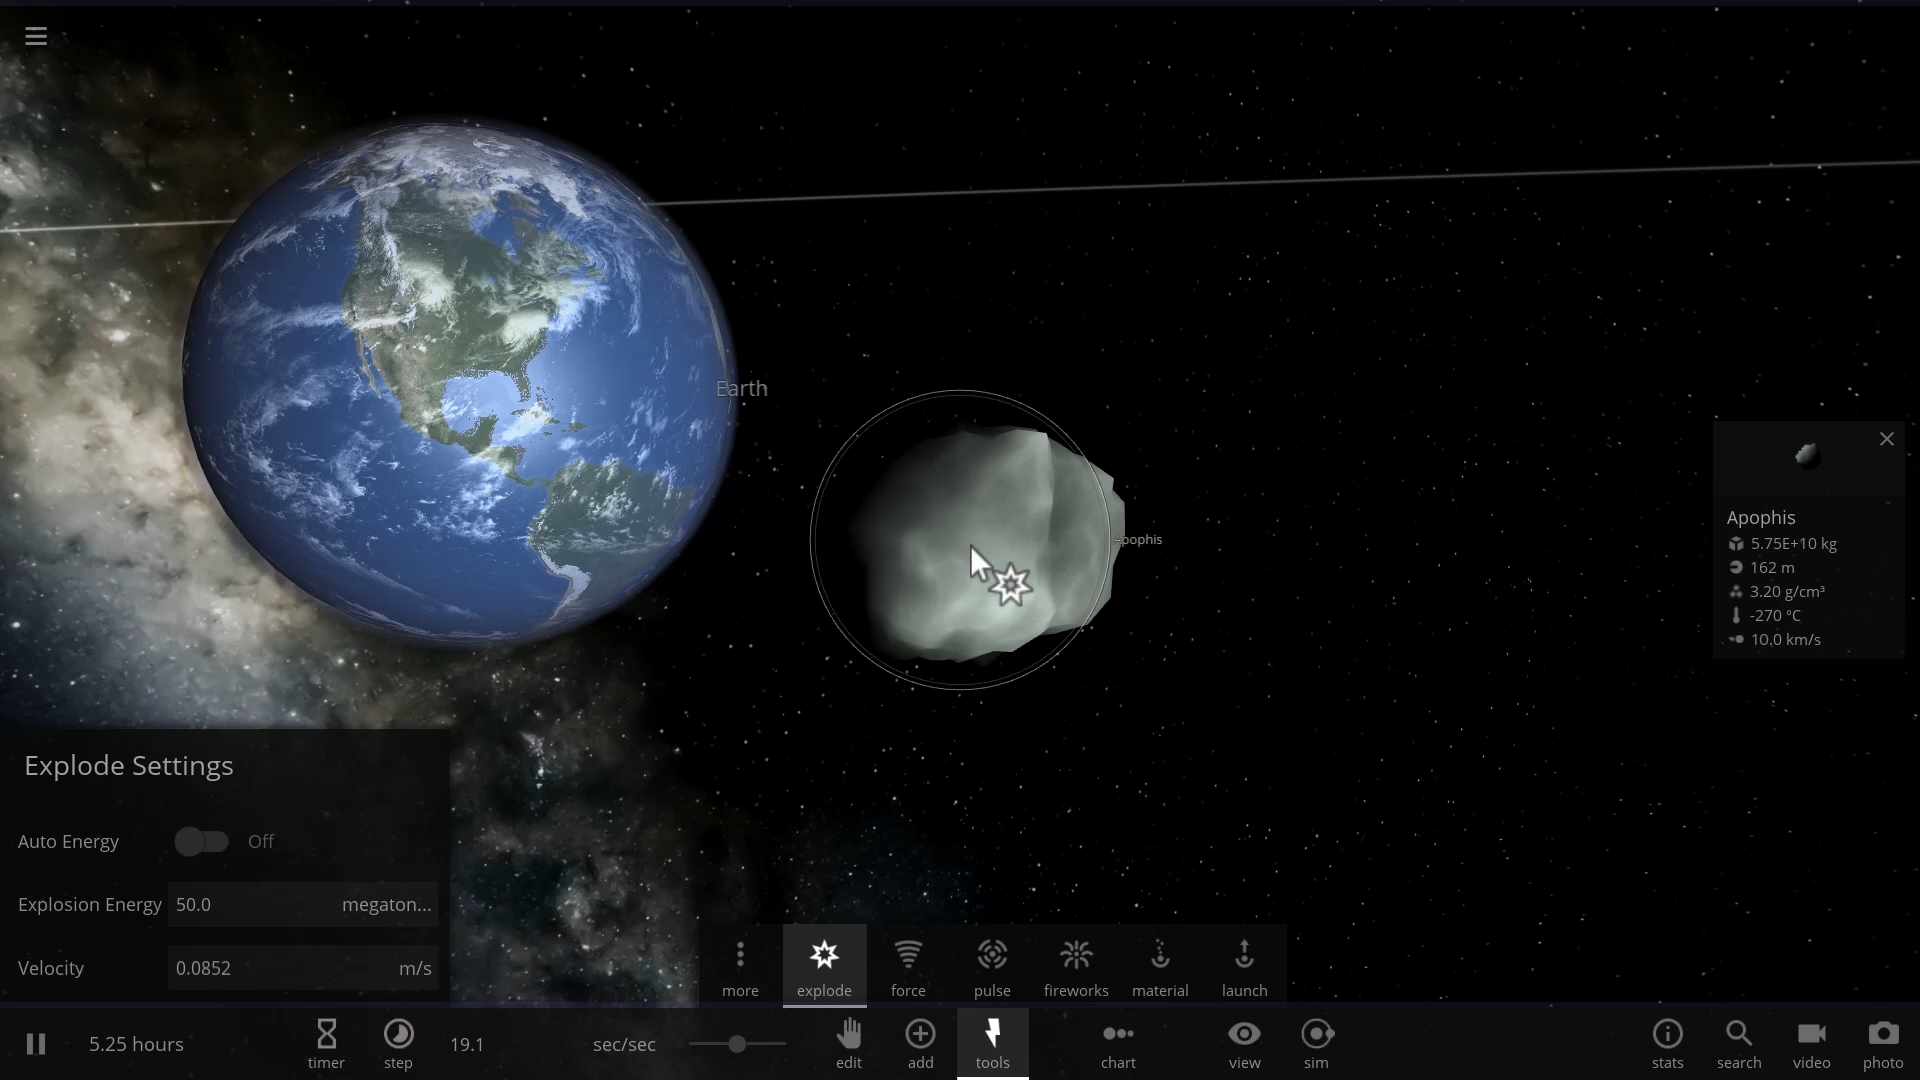 Earth
Apophis
Apophis
5.75E+10 kg
162 m
3.20 g/cm³
-270 °C
10.0 km/s
Explode Settings
Auto Energy Off
Explosion Energy 50.0 megaton...
Velocity 0.0852 m/s
more explode force pulse fireworks material launch
5.25 hours timer step 19.1 sec/sec edit add tools chart view sim stats search video photo